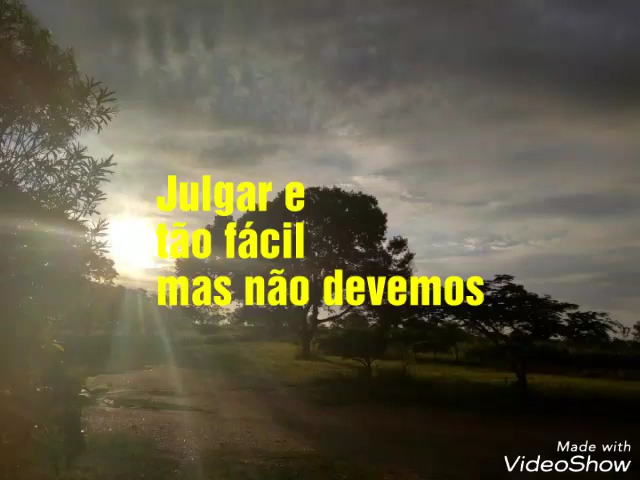 Julgar e
tão fácil
mas não devemos
Made with
VideoShow